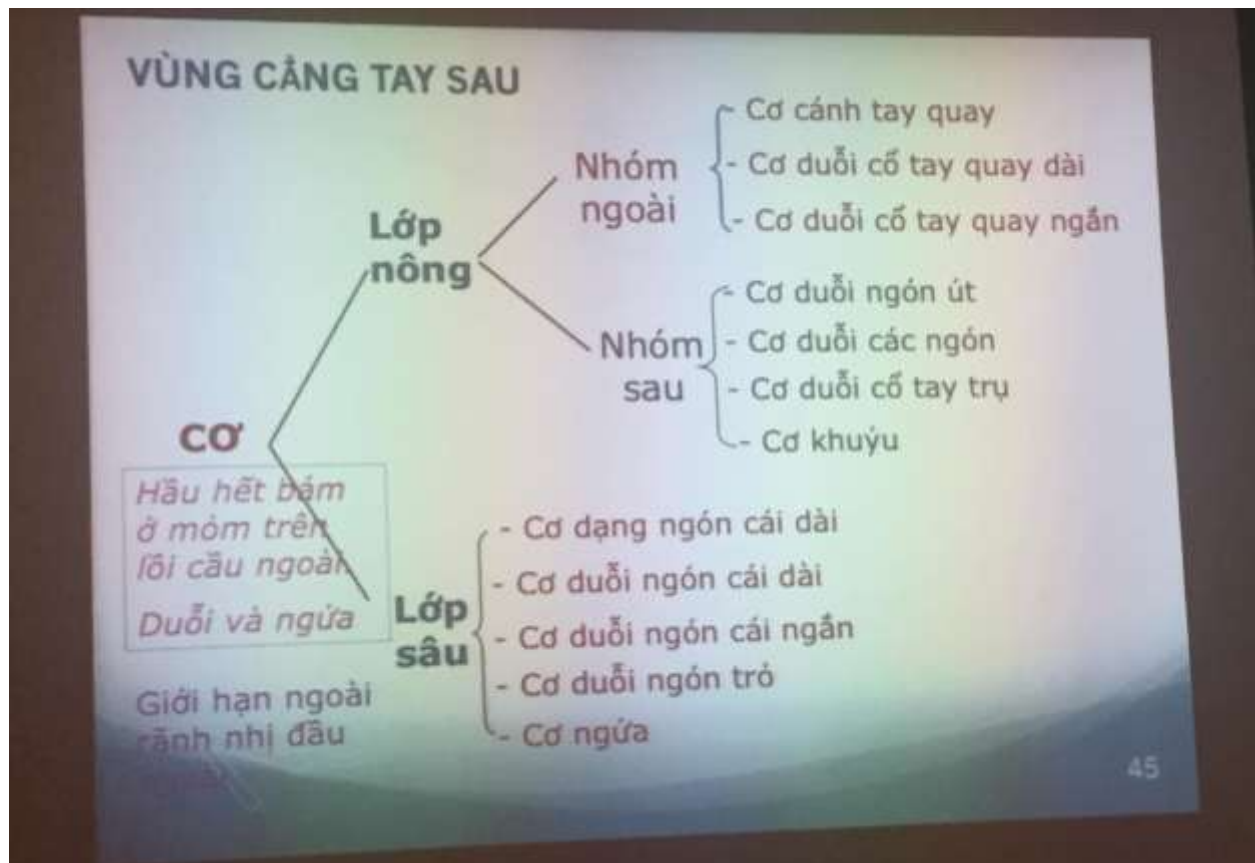 VÙNG CẲNG TAY SAU
Lớp
nông
Nhóm
ngoài
- Cơ cánh tay quay
- Cơ duỗi cổ tay quay dài
- Cơ duỗi cổ tay quay ngắn
Nhóm
sau
- Cơ duỗi ngón út
- Cơ duỗi các ngón
- Cơ duỗi cổ tay trụ
- Cơ khuỷu
CƠ
Hầu hết bám
ở mỏm trên
lồi cầu ngoài
Duỗi và ngửa
Lớp
sâu
- Cơ dạng ngón cái dài
- Cơ duỗi ngón cái dài
- Cơ duỗi ngón cái ngắn
- Cơ duỗi ngón trỏ
- Cơ ngửa
Giới hạn ngoài
rãnh nhị đầu
45